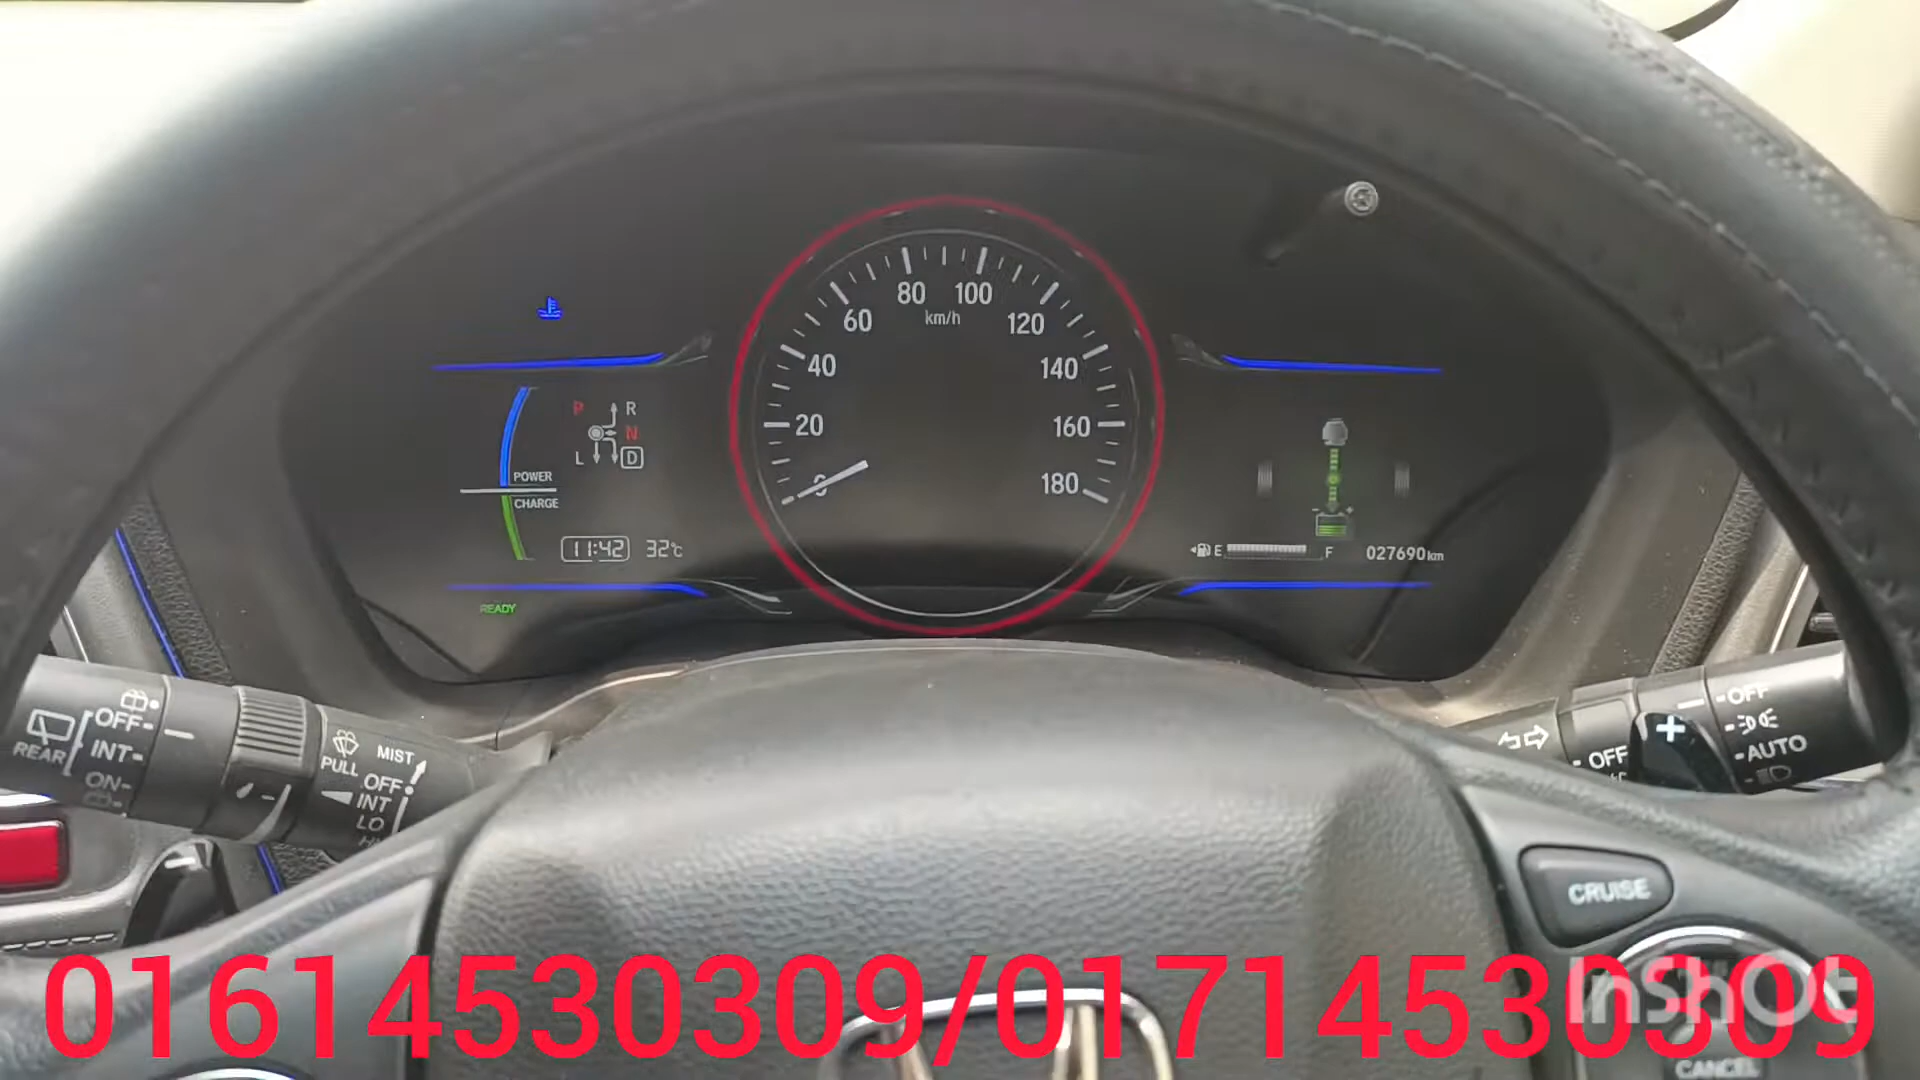 80 100
60 km/h 120
40 140
20 160
0 180
P R
N
L D
POWER
CHARGE
11:42 32°c
E F 027690km
READY
OFF
INT
REAR
ON
MIST
PULL
OFF
INT
LO
OFF
AUTO
OFF
+
-
CRUISE
CANCEL
01614530309/01714530309
InShOt